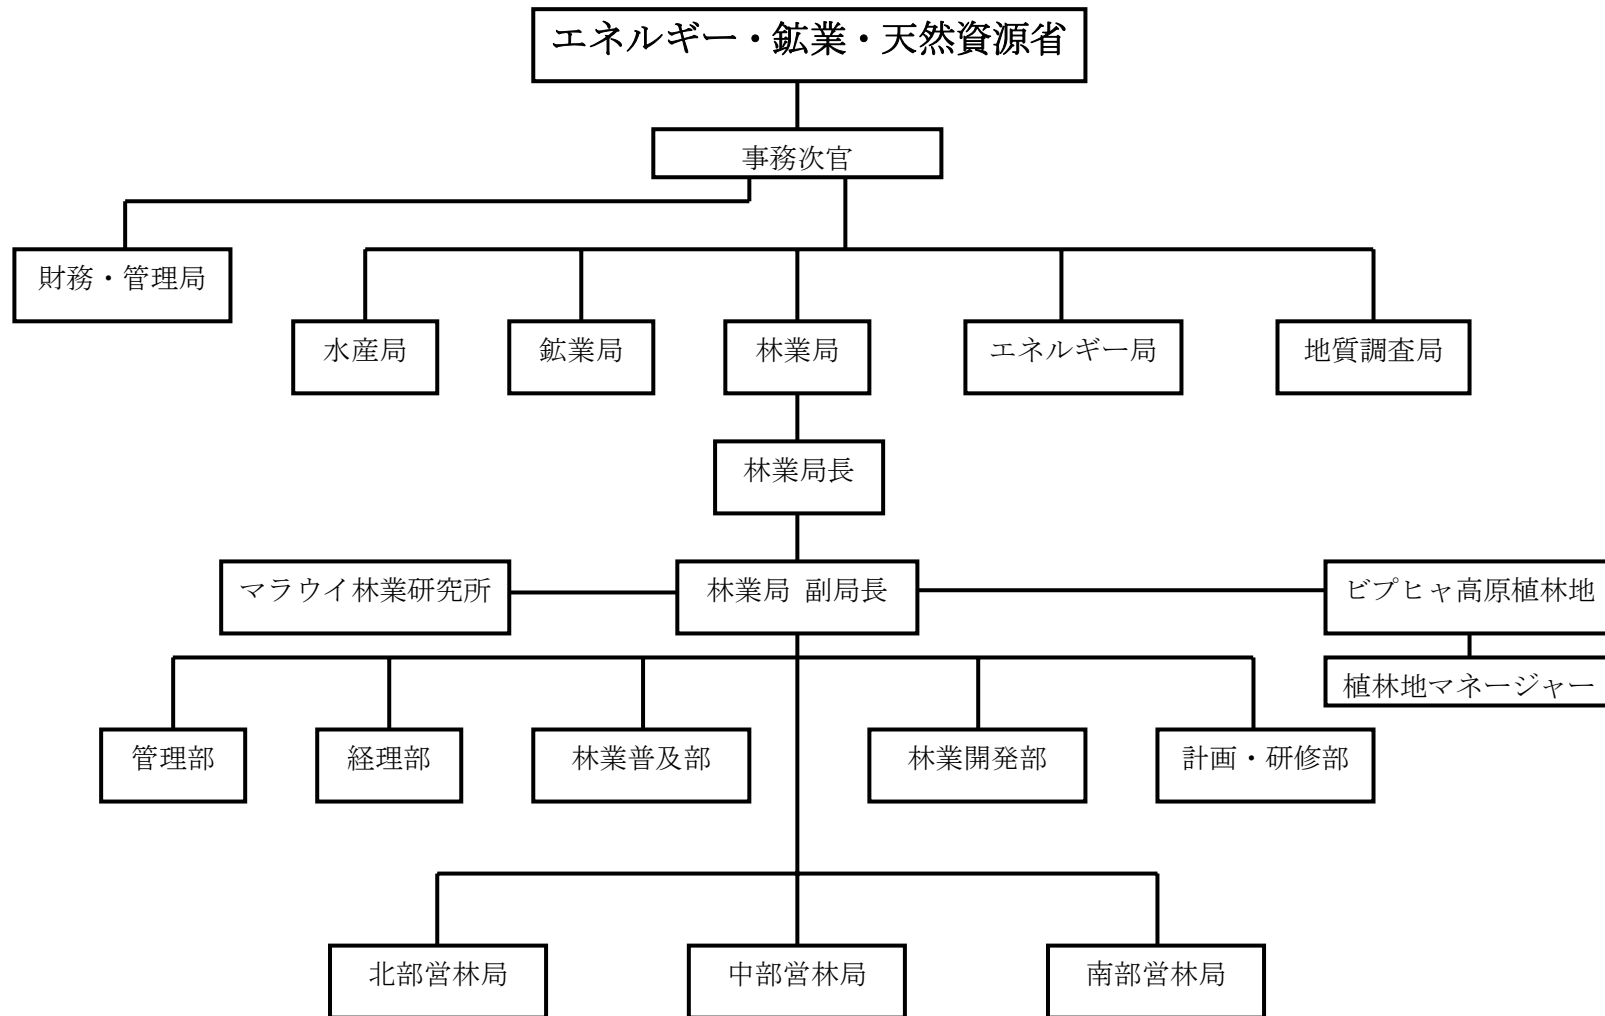 エネルギー・鉱業・天然資源省
事務次官
財務・管理局
水産局
鉱業局
林業局
エネルギー局
地質調査局
林業局長
マラウイ林業研究所
林業局 副局長
ビプヒャ高原植林地
植林地マネージャー
管理部
経理部
林業普及部
林業開発部
計画・研修部
北部営林局
中部営林局
南部営林局